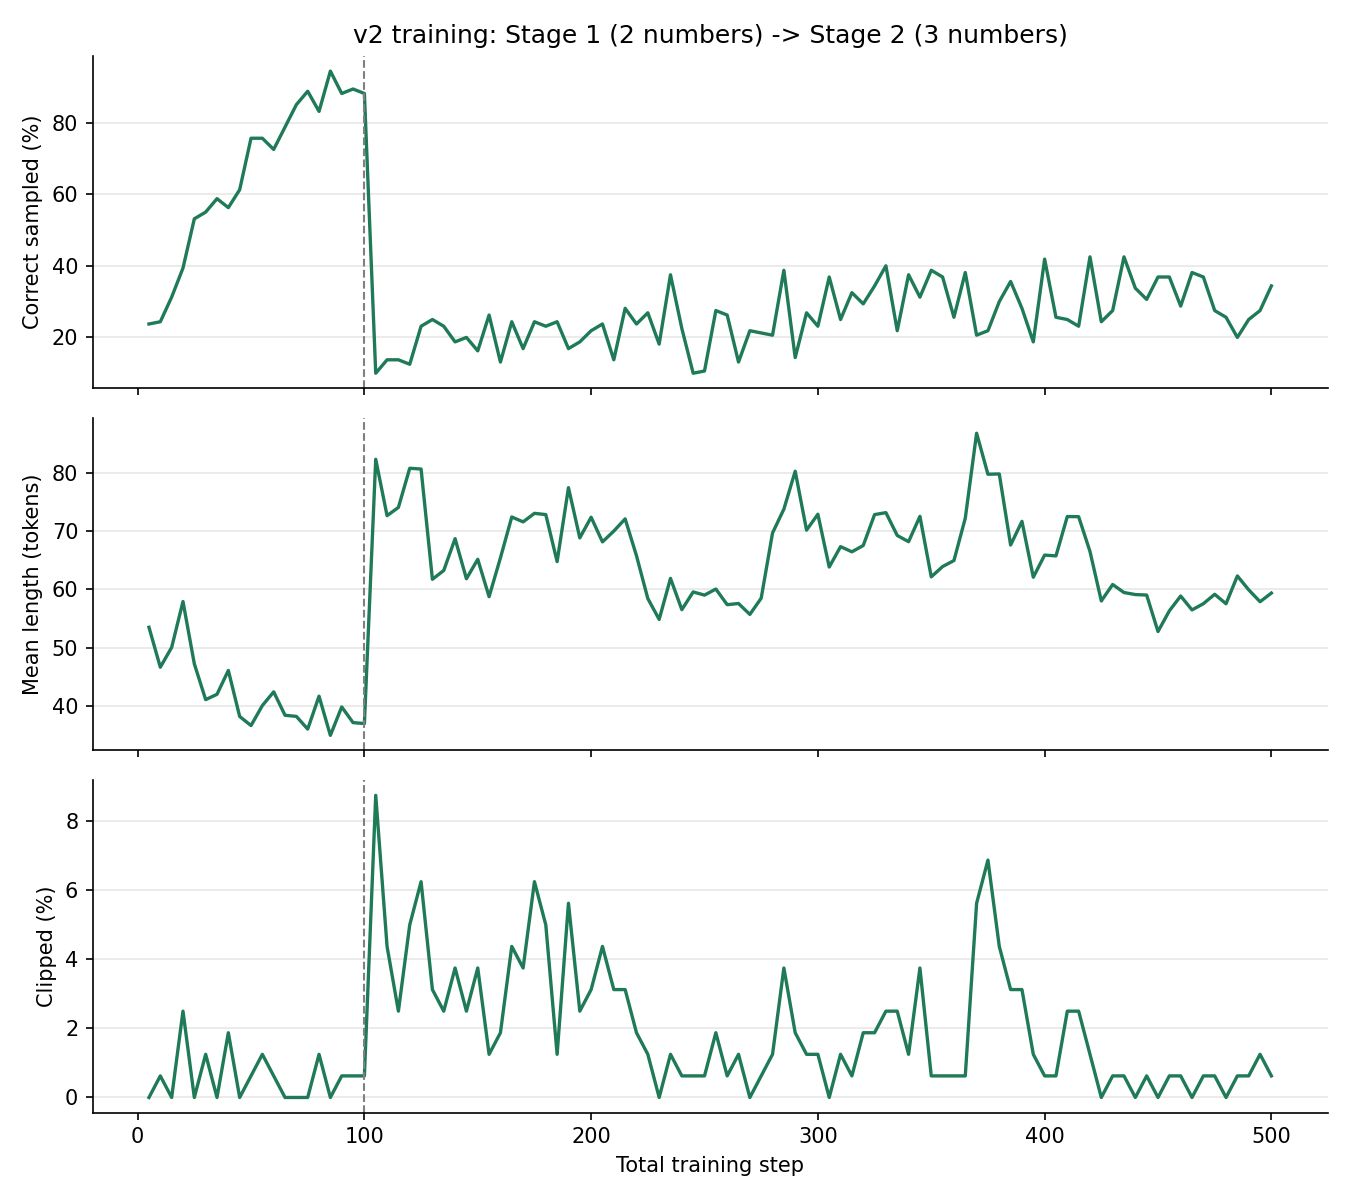 v2 training: Stage 1 (2 numbers) -> Stage 2 (3 numbers)
Correct sampled (%)
80
60
40
20
Mean length (tokens)
80
70
60
50
40
Clipped (%)
8
6
4
2
0
0 100 200 300 400 500
Total training step